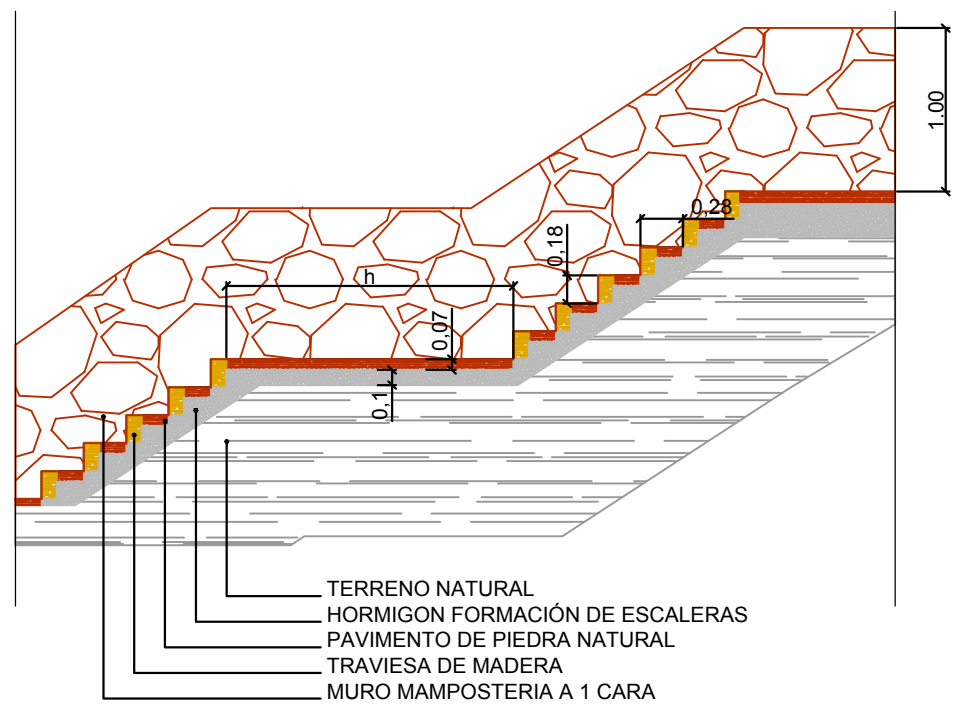 1.00
0,28
0,18
h
0,07
0,1
TERRENO NATURAL
HORMIGON FORMACIÓN DE ESCALERAS
PAVIMENTO DE PIEDRA NATURAL
TRAVIESA DE MADERA
MURO MAMPOSTERIA A 1 CARA